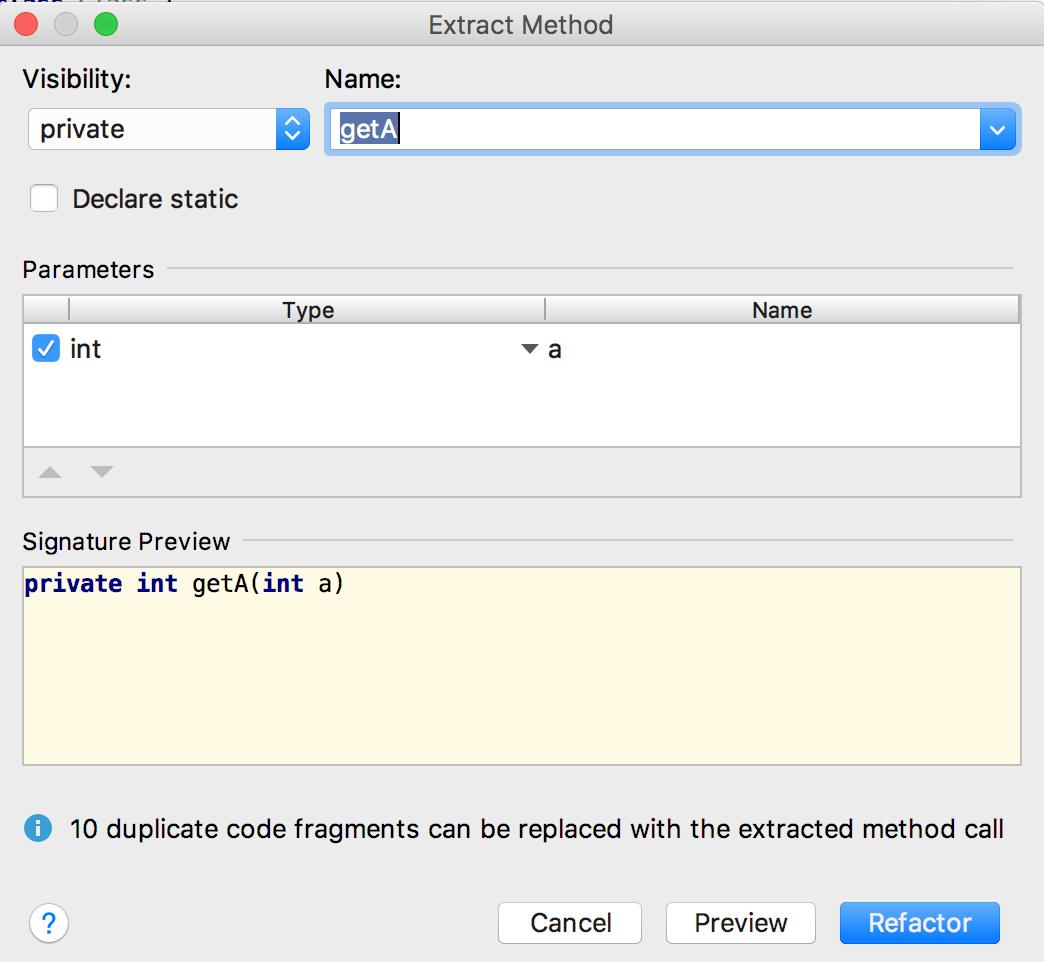 Extract Method
Visibility: Name:
private getA
Declare static
Parameters
Type Name
int a
Signature Preview
private int getA(int a)
10 duplicate code fragments can be replaced with the extracted method call
? Cancel Preview Refactor